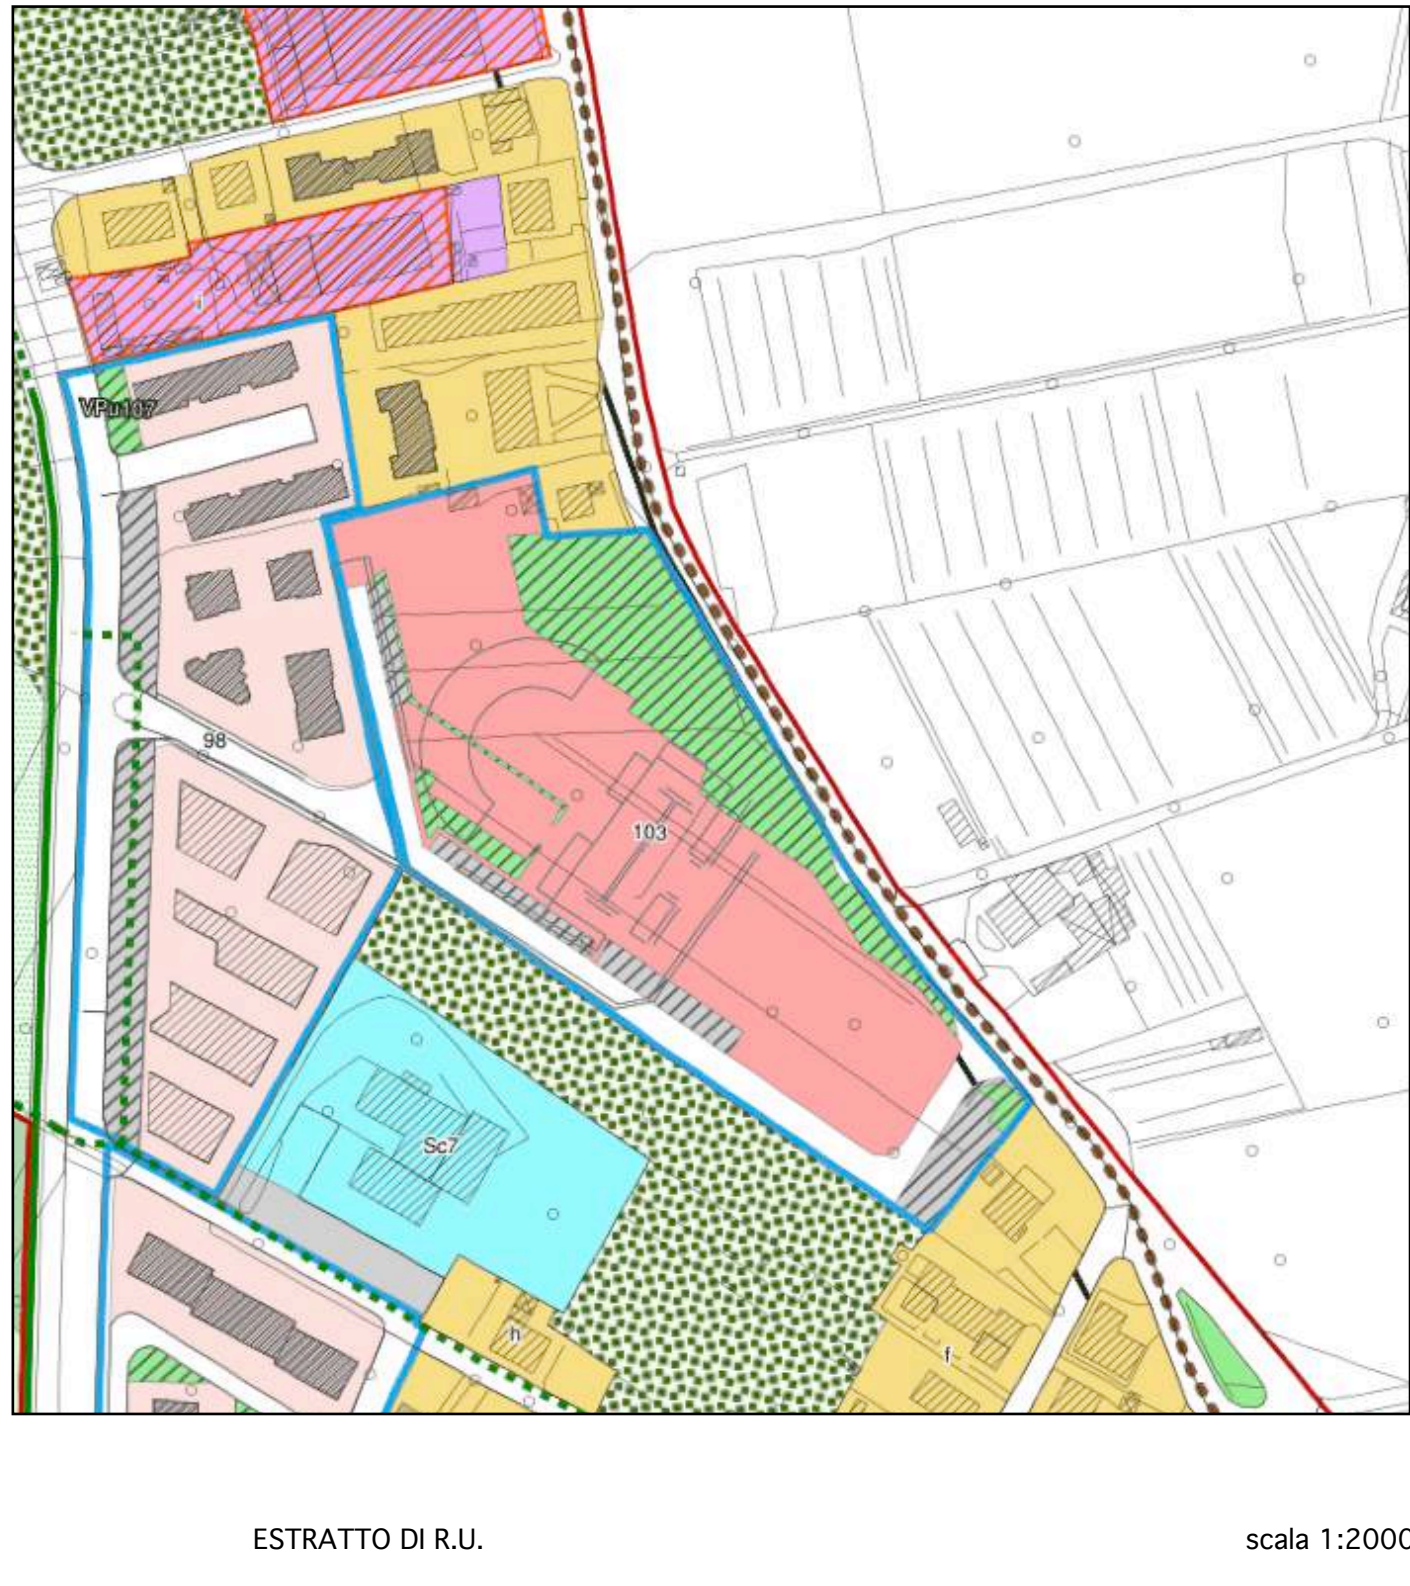 i
VPu107
98
103
Sc7
h
f
ESTRATTO DI R.U.
scala 1:2000